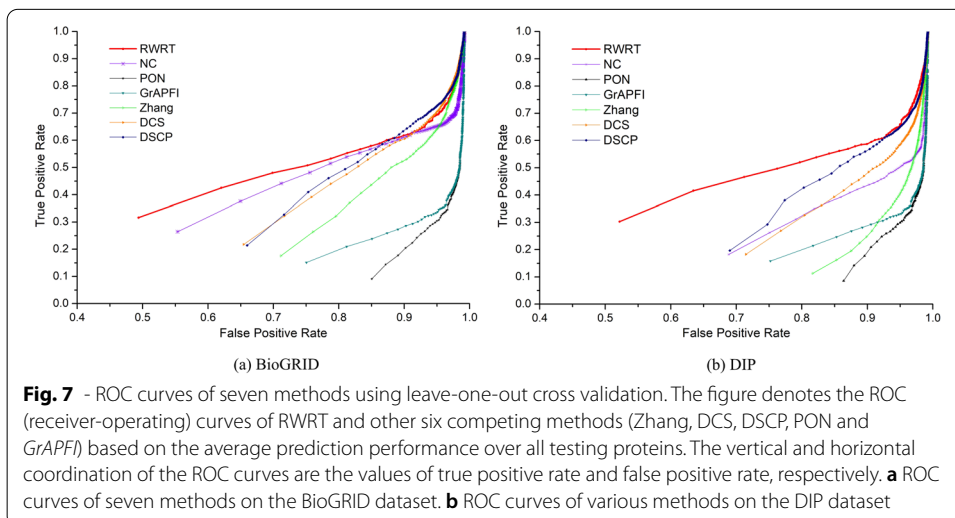 1.0
0.9
0.8
0.7
0.6
0.5
0.4
0.3
0.2
0.1
0.0
True Positive Rate
RWRT
NC
PON
GrAPFI
Zhang
DCS
DSCP
0.4 0.5 0.6 0.7 0.8 0.9 1.0
False Positive Rate
(a) BioGRID
1.0
0.9
0.8
0.7
0.6
0.5
0.4
0.3
0.2
0.1
0.0
True Positive Rate
RWRT
NC
PON
GrAPFI
Zhang
DCS
DSCP
0.4 0.5 0.6 0.7 0.8 0.9 1.0
False Positive Rate
(b) DIP
Fig. 7 - ROC curves of seven methods using leave-one-out cross validation. The figure denotes the ROC
(receiver-operating) curves of RWRT and other six competing methods (Zhang, DCS, DSCP, PON and
GrAPFI) based on the average prediction performance over all testing proteins. The vertical and horizontal
coordination of the ROC curves are the values of true positive rate and false positive rate, respectively. a ROC
curves of seven methods on the BioGRID dataset. b ROC curves of various methods on the DIP dataset